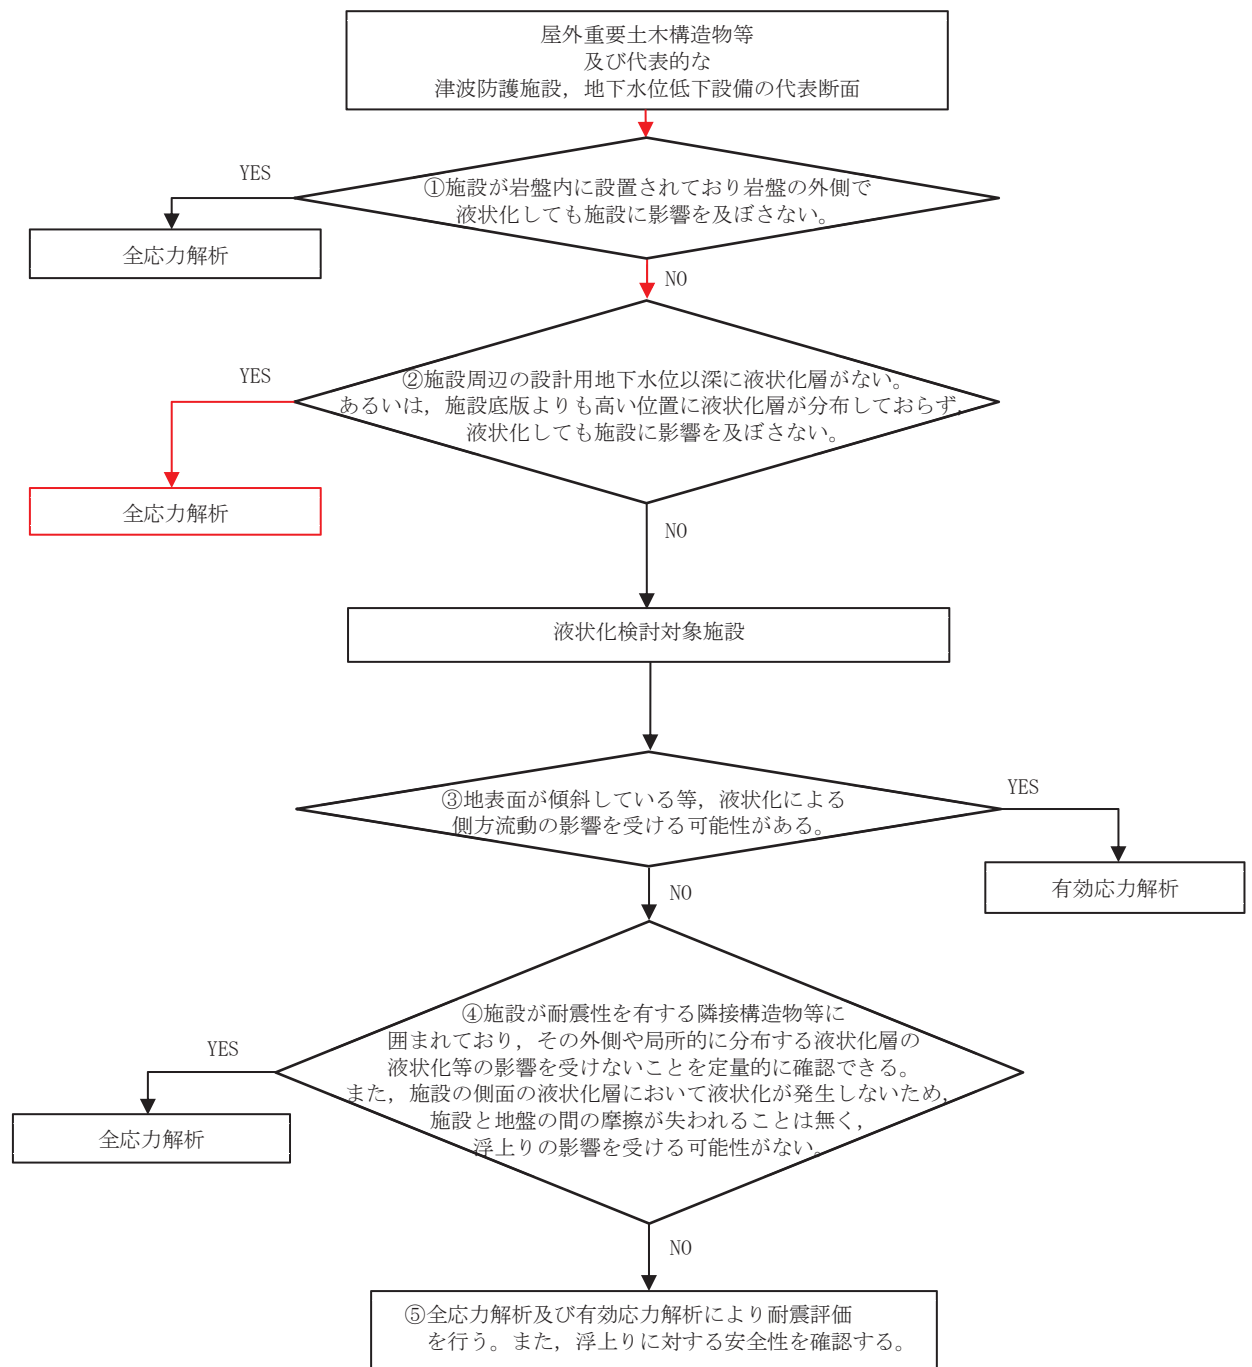 屋外重要土木構造物等
及び代表的な
津波防護施設，地下水位低下設備の代表断面
YES
①施設が岩盤内に設置されており岩盤の外側で
液状化しても施設に影響を及ぼさない。
全応力解析
NO
YES
②施設周辺の設計用地下水位以深に液状化層がない。
あるいは，施設底版よりも高い位置に液状化層が分布しておらず，
液状化しても施設に影響を及ぼさない。
全応力解析
NO
液状化検討対象施設
③地表面が傾斜している等，液状化による
側方流動の影響を受ける可能性がある。
YES
有効応力解析
NO
④施設が耐震性を有する隣接構造物等に
囲まれており，その外側や局所的に分布する液状化層の
液状化等の影響を受けないことを定量的に確認できる。
また，施設の側面の液状化層において液状化が発生しないため，
施設と地盤の間の摩擦が失われることは無く，
浮上りの影響を受ける可能性がない。
YES
全応力解析
NO
⑤全応力解析及び有効応力解析により耐震評価
を行う。また，浮上りに対する安全性を確認する。